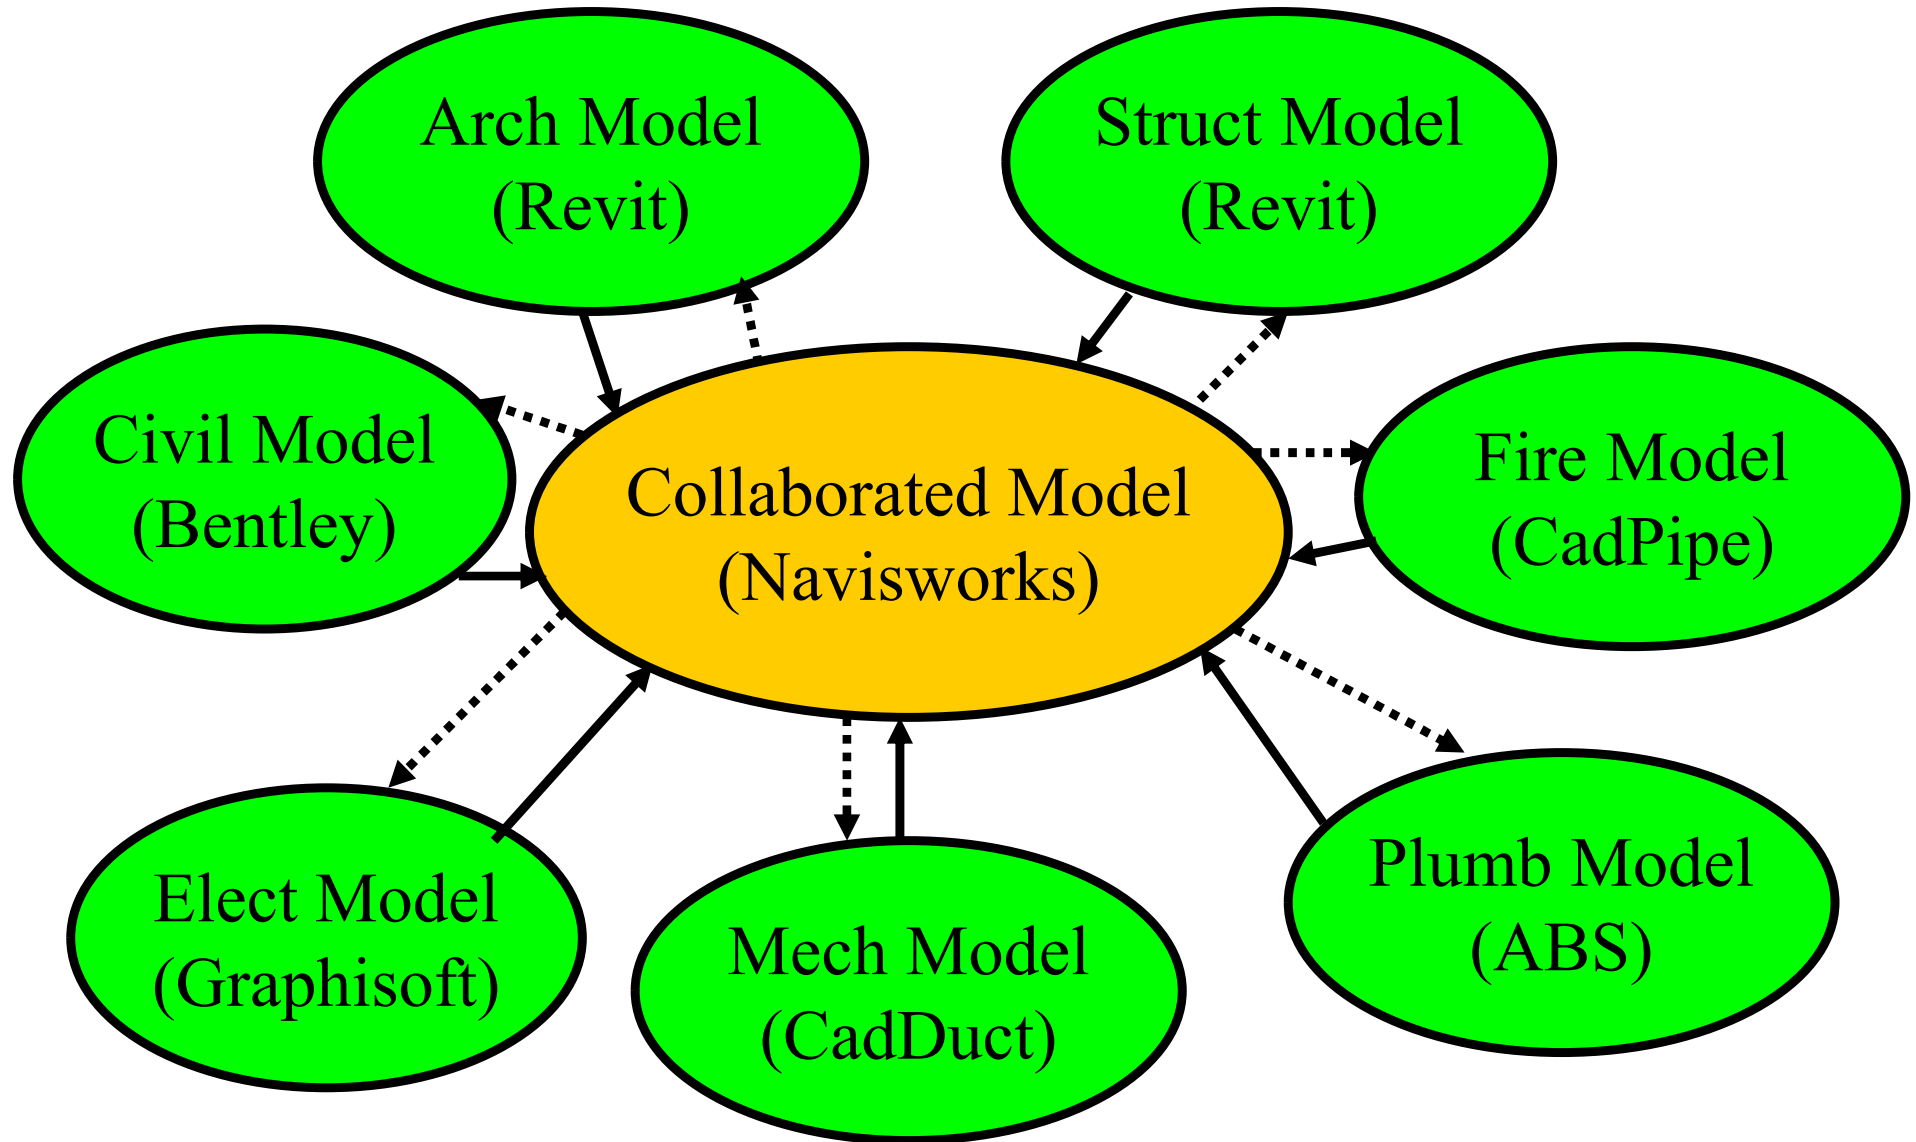 Arch Model
(Revit)
Struct Model
(Revit)
Civil Model
(Bentley)
Collaborated Model
(Navisworks)
Fire Model
(CadPipe)
Elect Model
(Graphisoft)
Mech Model
(CadDuct)
Plumb Model
(ABS)